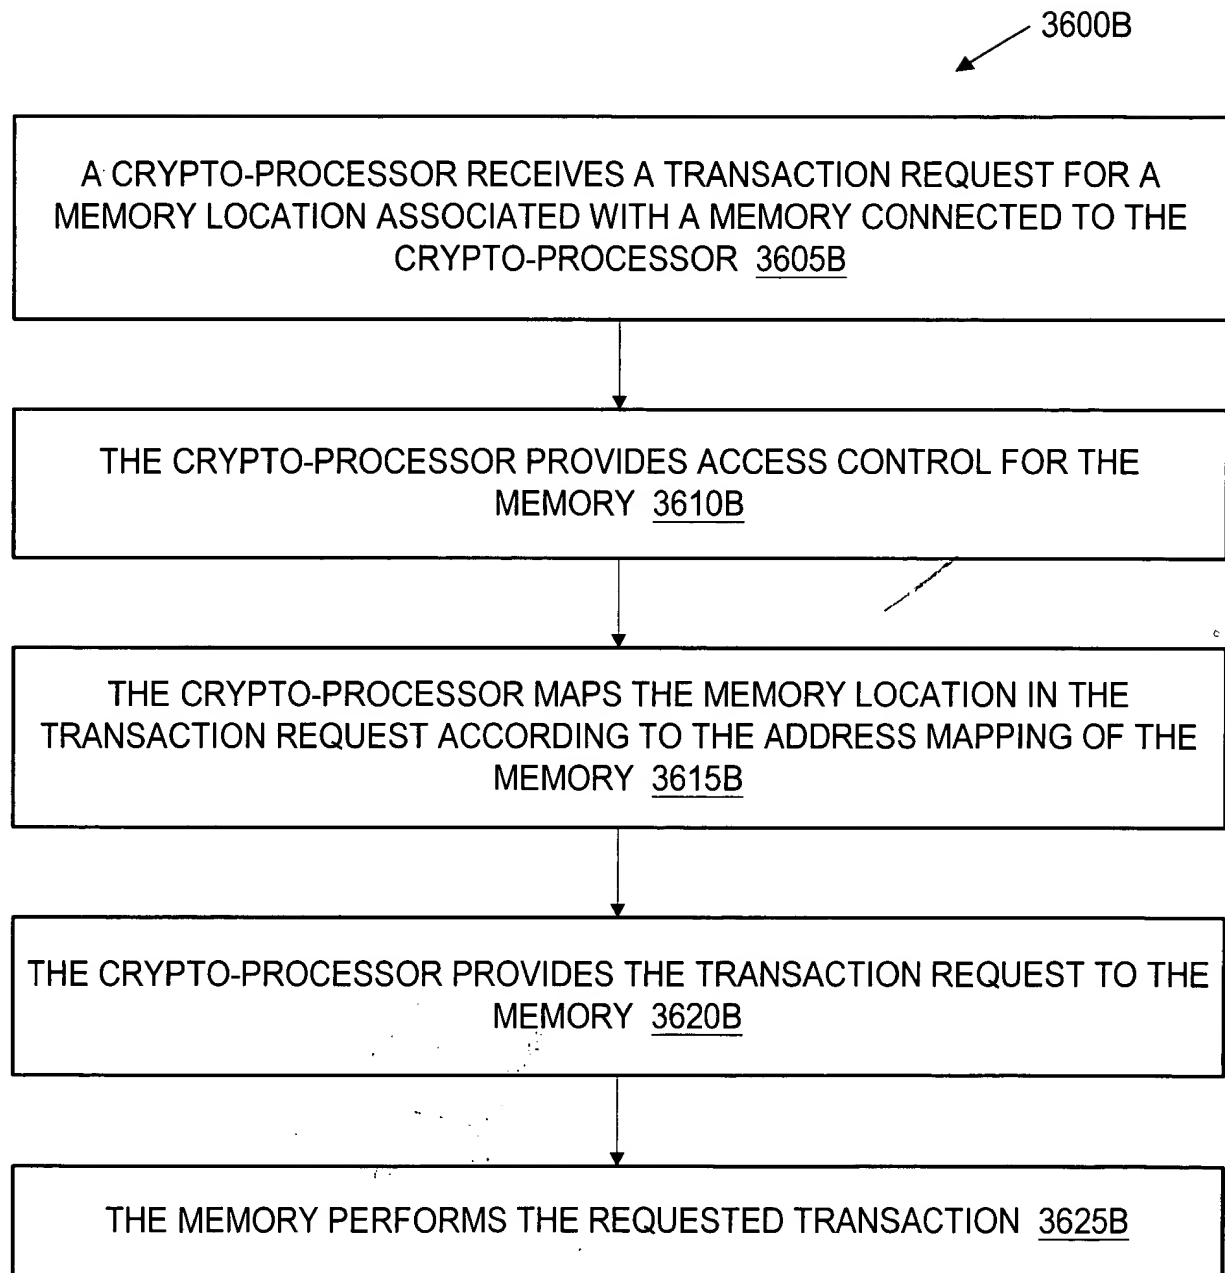 3600B
A CRYPTO-PROCESSOR RECEIVES A TRANSACTION REQUEST FOR A
MEMORY LOCATION ASSOCIATED WITH A MEMORY CONNECTED TO THE
CRYPTO-PROCESSOR 3605B
THE CRYPTO-PROCESSOR PROVIDES ACCESS CONTROL FOR THE
MEMORY 3610B
THE CRYPTO-PROCESSOR MAPS THE MEMORY LOCATION IN THE
TRANSACTION REQUEST ACCORDING TO THE ADDRESS MAPPING OF THE
MEMORY 3615B
THE CRYPTO-PROCESSOR PROVIDES THE TRANSACTION REQUEST TO THE
MEMORY 3620B
THE MEMORY PERFORMS THE REQUESTED TRANSACTION 3625B